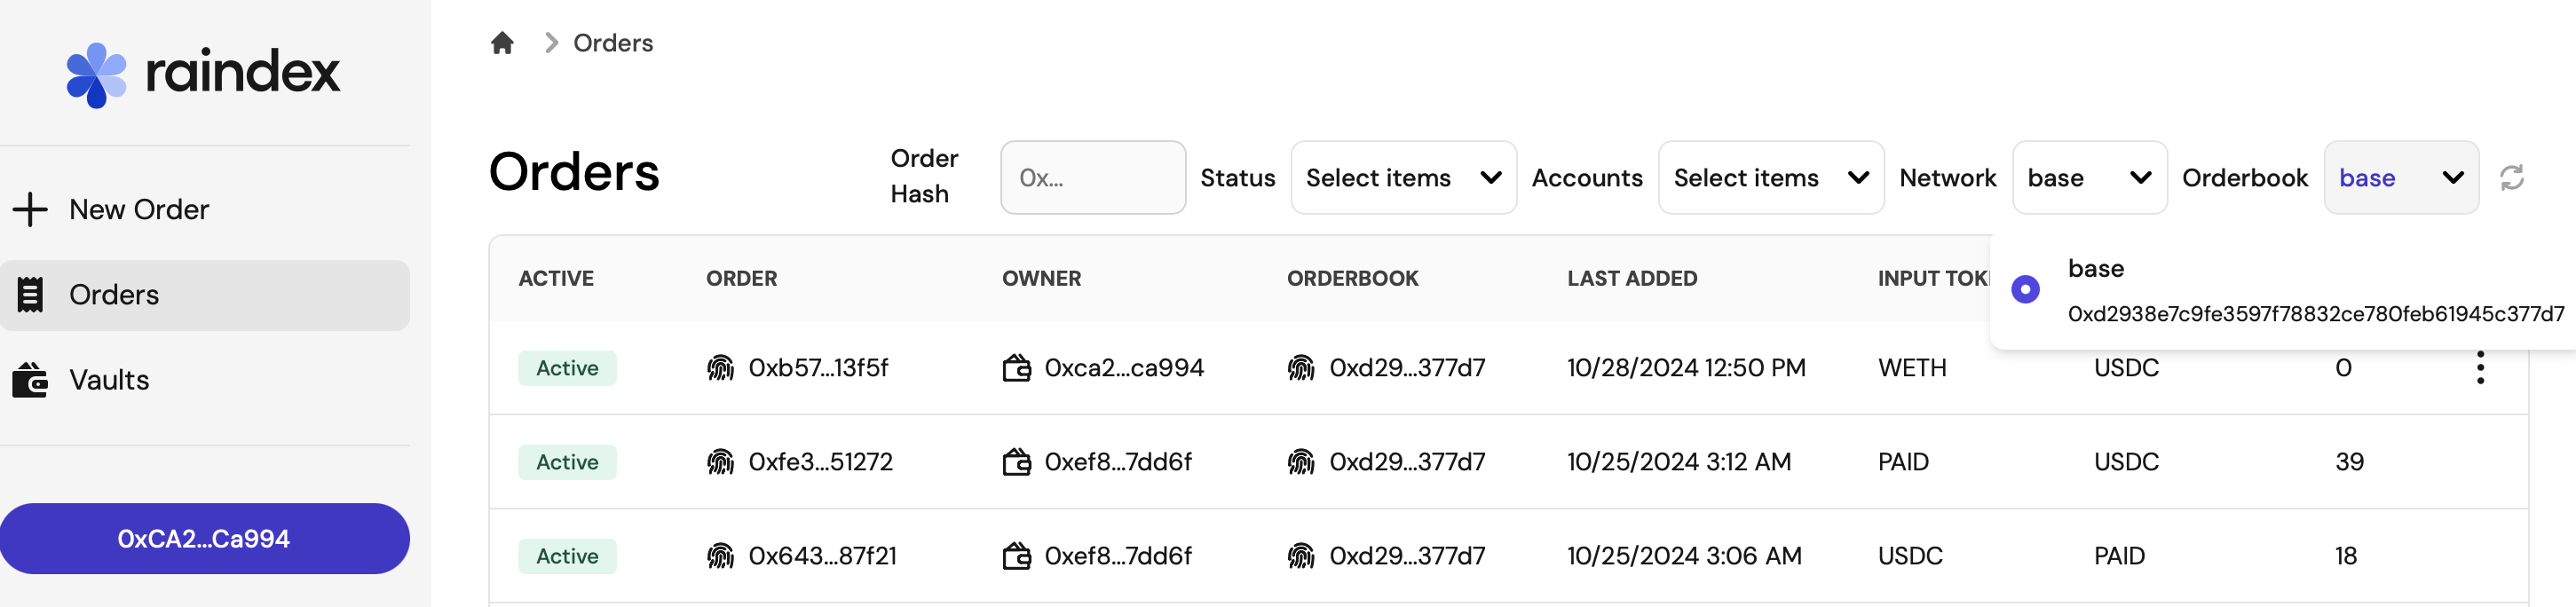 raindex
New Order
Orders
Vaults
0xCA2...Ca994
Orders
Orders
Order
Hash
0x...
Status
Select items
Accounts
Select items
Network
base
Orderbook
base
base
0xd2938e7c9fe3597f78832ce780feb61945c377d7
ACTIVE ORDER OWNER ORDERBOOK LAST ADDED INPUT
Active 0xb57...13f5f 0xca2...ca994 0xd29...377d7 10/28/2024 12:50 PM WETH USDC 0
Active 0xfe3...51272 0xef8...7dd6f 0xd29...377d7 10/25/2024 3:12 AM PAID USDC 39
Active 0x643...87f21 0xef8...7dd6f 0xd29...377d7 10/25/2024 3:06 AM USDC PAID 18